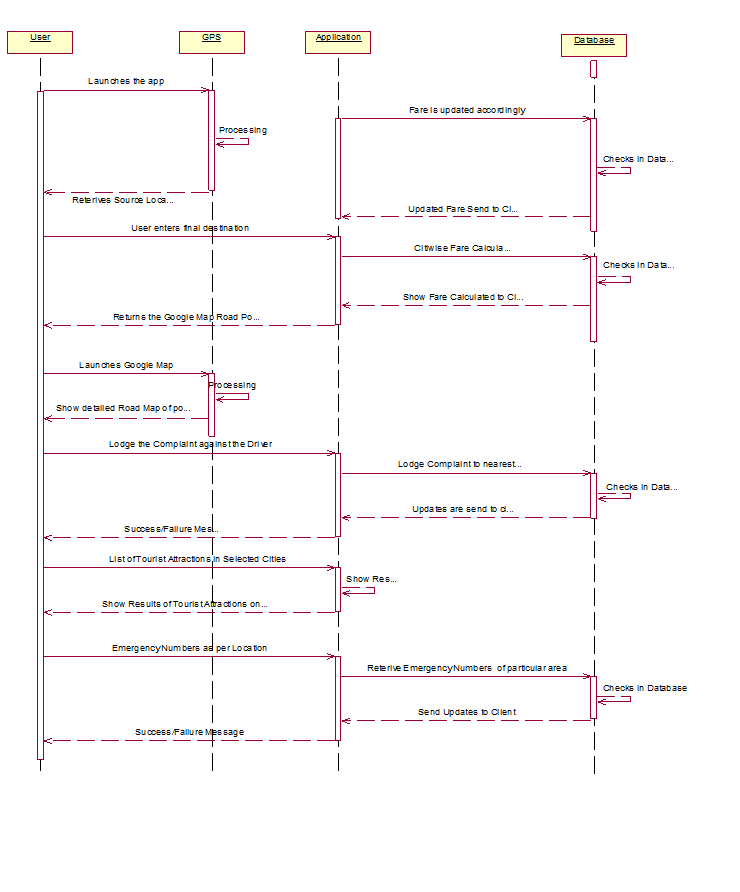 User
GPS
Application
Database
Launches the app
Fare is updated accordingly
Processing
Checks in Data...
Reterives Source Loca...
Updated Fare Send to Cl...
User enters final destination
Citiwise Fare Calcula...
Checks in Data...
Show Fare Calculated to Cl...
Returns the Google Map Road Po...
Launches Google Map
Processing
Show detailed Road Map of po...
Lodge the Complaint against the Driver
Lodge Complaint to nearest...
Checks in Data...
Updates are send to cl...
Success/Failure Mes...
List of Tourist Attractions in Selected Cities
Show Res...
Show Results of Tourist Attractions on...
Emergency Numbers as per Location
Reterive Emergency Numbers of particular area
Checks in Database
Send Updates to Client
Success/Failure Message